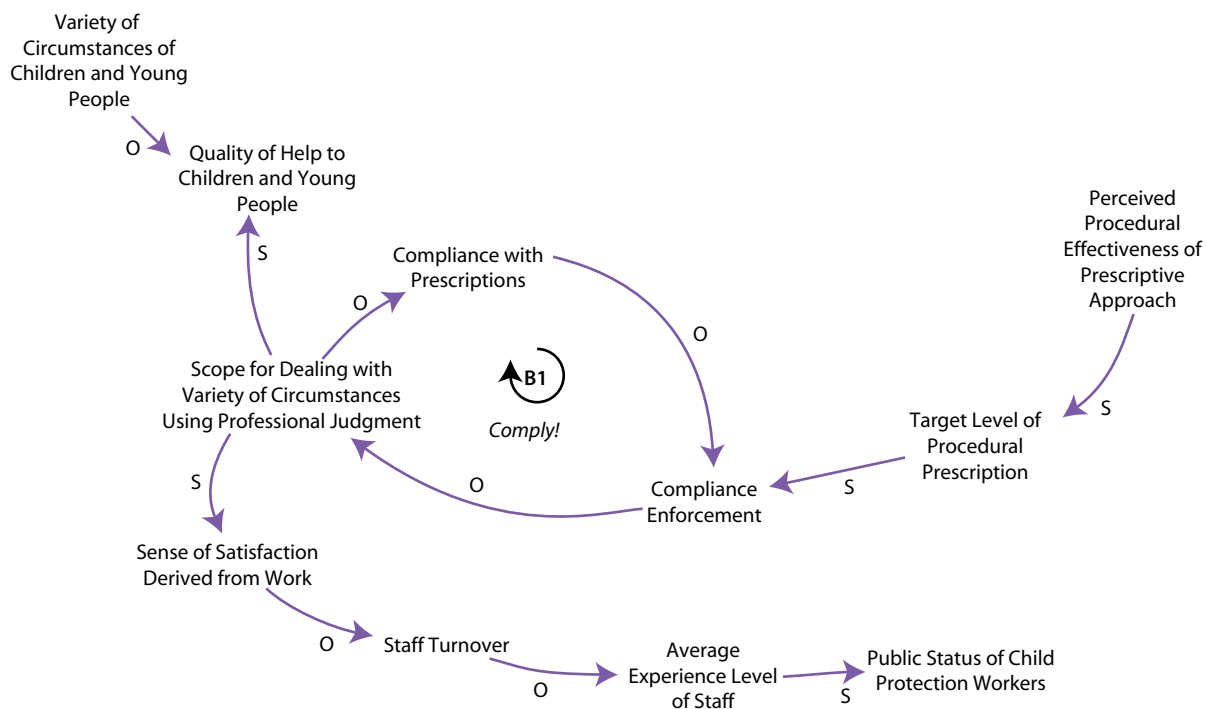 Variety of
Circumstances of
Children and Young
People
O
Quality of Help to
Children and Young
People
S
Compliance with
Prescriptions
O
O
Perceived
Procedural
Effectiveness of
Prescriptive
Approach
S
Scope for Dealing with
Variety of Circumstances
Using Professional Judgment
B1
Comply!
Target Level of
Procedural
Prescription
S
Compliance
Enforcement
O
S
Sense of Satisfaction
Derived from Work
O
Staff Turnover
O
Average
Experience Level
of Staff
S
Public Status of Child
Protection Workers